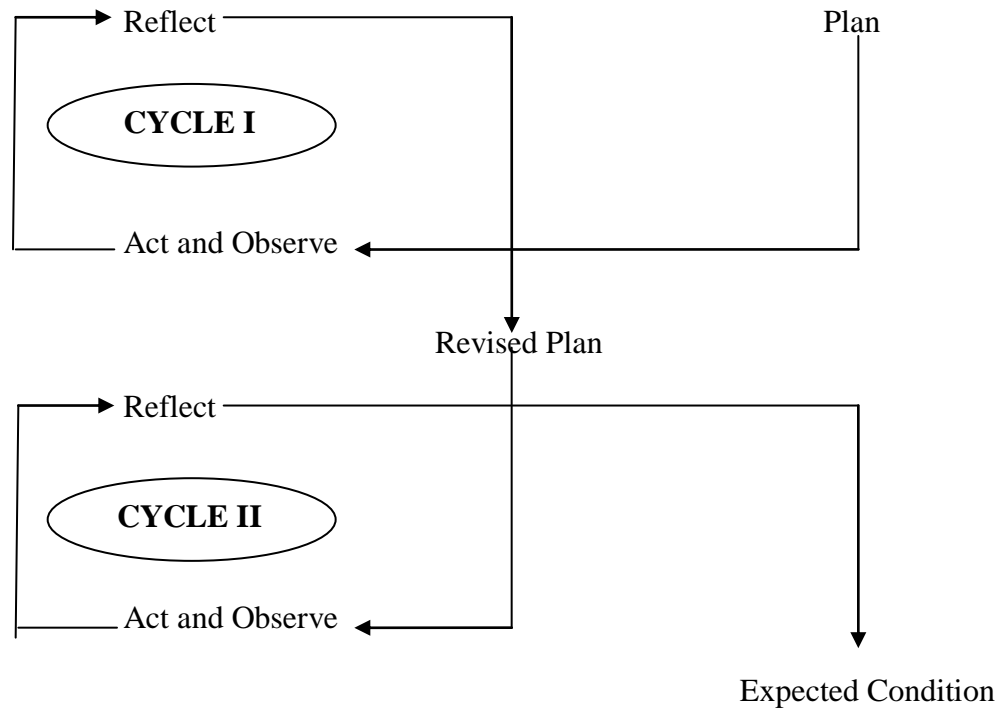 Reflect
Plan
CYCLE I
Act and Observe
Revised Plan
Reflect
CYCLE II
Act and Observe
Expected Condition